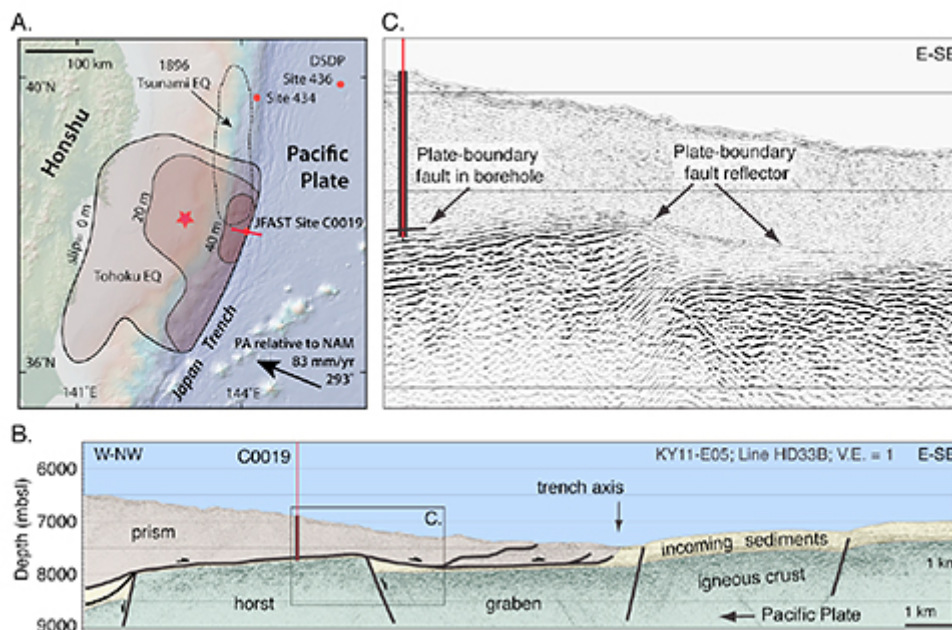 A.
100 km
40°N
1896
Tsunami EQ
DSDP
Site 436
Site 434
Honshu
Pacific
Plate
slip= 0 m
20 m
40 m
JFAST Site C0019
Tohoku EQ
Japan Trench
PA relative to NAM
83 mm/yr
293°
36°N
141°E
144°E
C.
E-SE
Plate-boundary
fault in borehole
Plate-boundary
fault reflector
B.
W-NW
C0019
KY11-E05; Line HD33B; V.E. = 1
E-SE
trench axis
Depth (mbsl)
6000
7000
8000
9000
prism
C.
incoming sediments
igneous crust
1 km
horst
graben
Pacific Plate
1 km